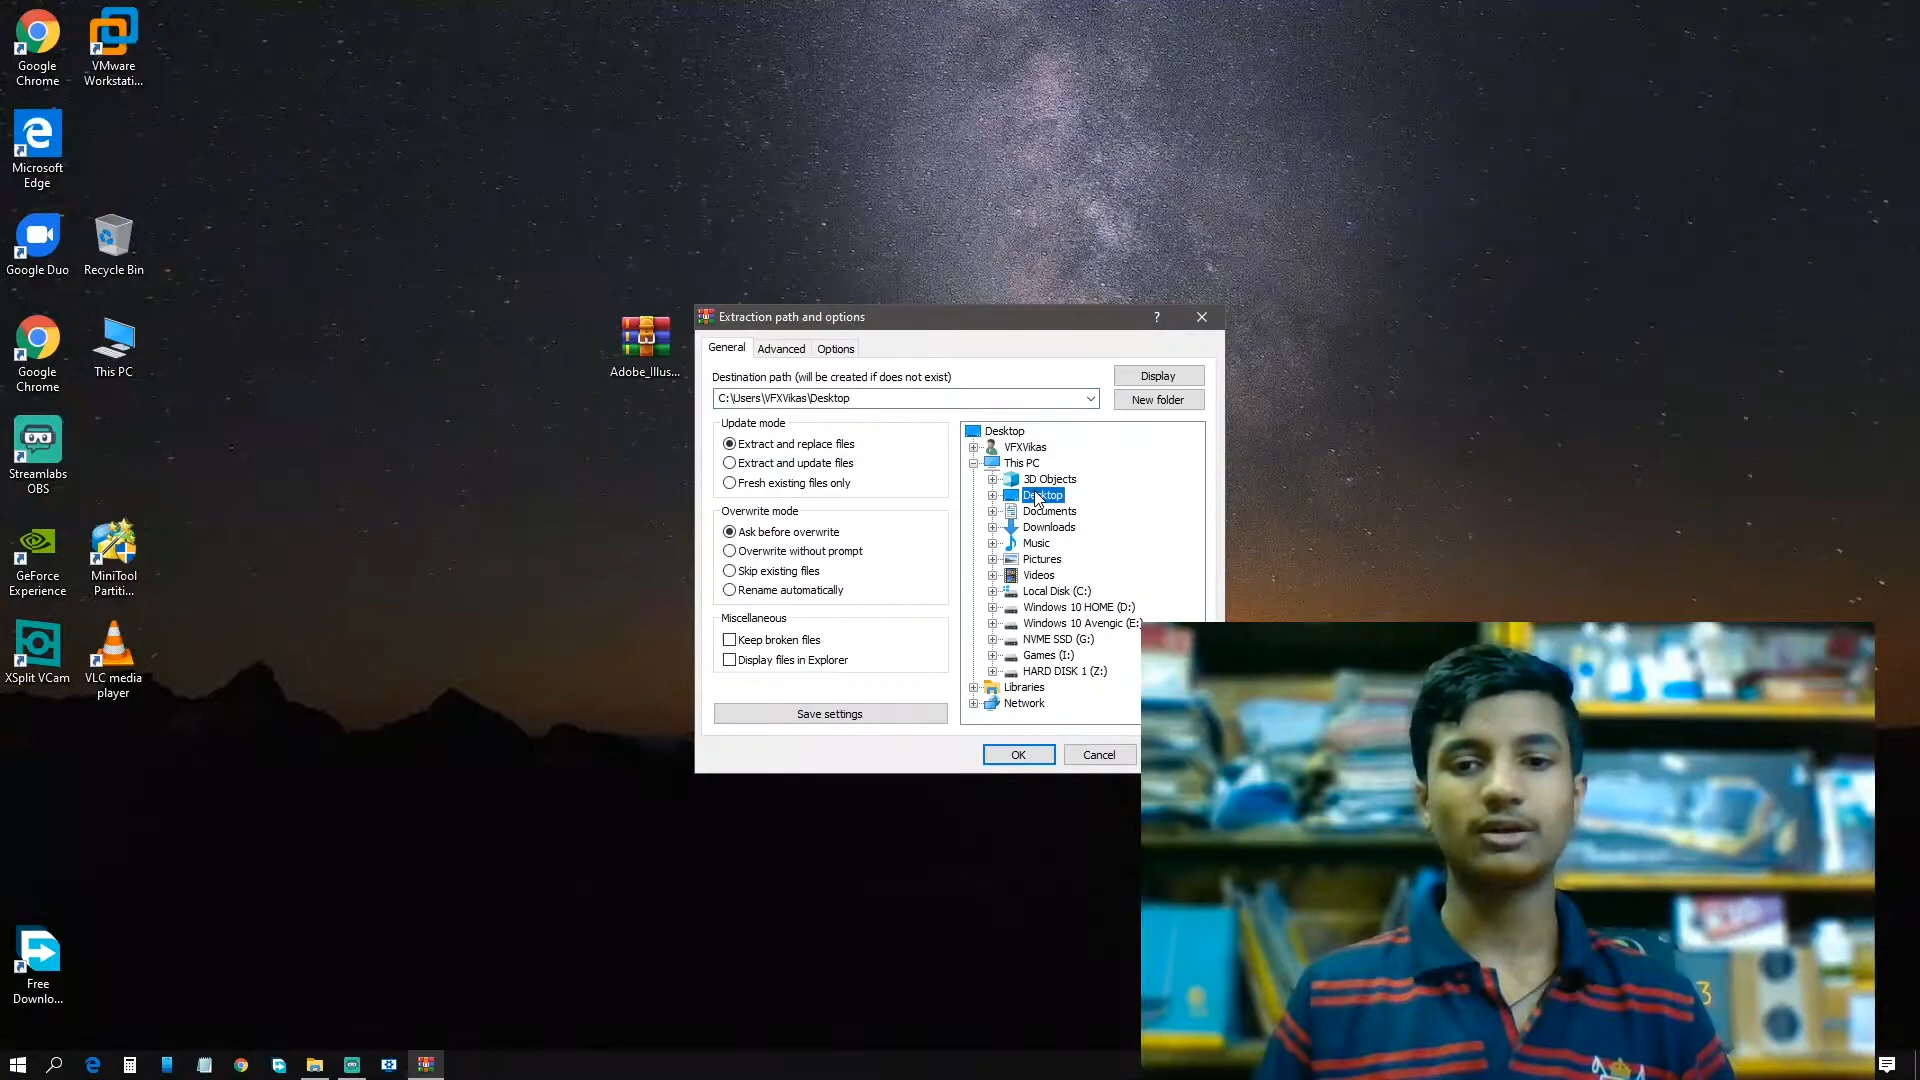 Google
Chrome
VMware
Workstati...
Microsoft
Edge
Google Duo
Recycle Bin
Google
Chrome
This PC
Streamlabs
OBS
GeForce
Experience
MiniTool
Partiti...
XSplit VCam
VLC media
player
Free
Downlo...
Adobe_Illus...
Extraction path and options
?
General
Advanced
Options
Destination path (will be created if does not exist)
Display
C:\Users\VFXVikas\Desktop
New folder
Update mode
Extract and replace files
Extract and update files
Fresh existing files only
Overwrite mode
Ask before overwrite
Overwrite without prompt
Skip existing files
Rename automatically
Miscellaneous
Keep broken files
Display files in Explorer
Save settings
Desktop
VFXVikas
This PC
3D Objects
Desktop
Documents
Downloads
Music
Pictures
Videos
Local Disk (C:)
Windows 10 HOME (D:)
Windows 10 Avengic (E:)
NVME SSD (G:)
Games (I:)
HARD DISK 1 (Z:)
Libraries
Network
OK
Cancel
3